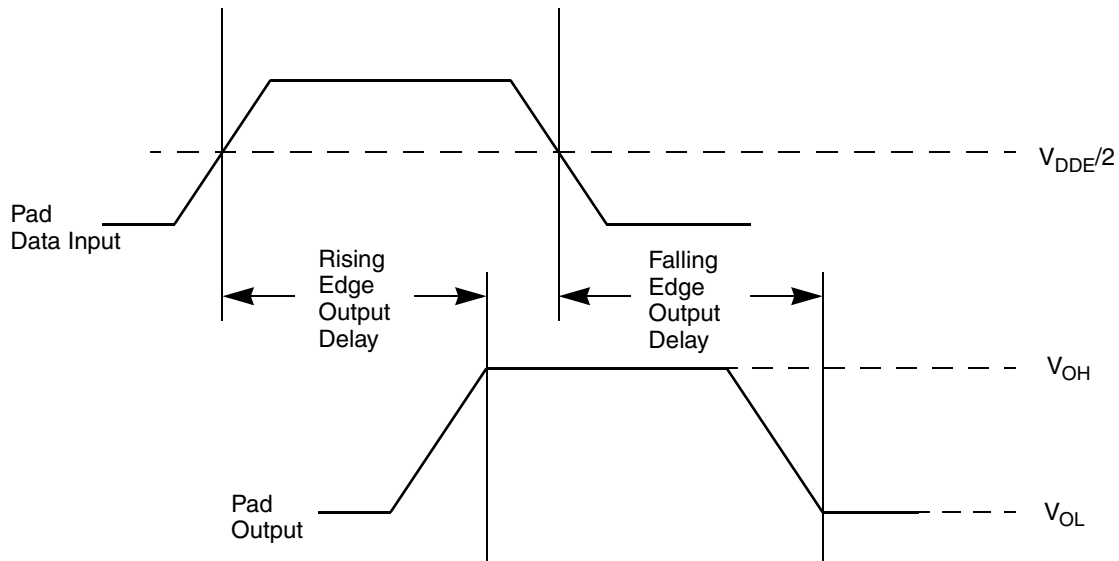 V_DDE/2
Pad
Data Input
Rising
Edge
Output
Delay
Falling
Edge
Output
Delay
V_OH
Pad
Output
V_OL